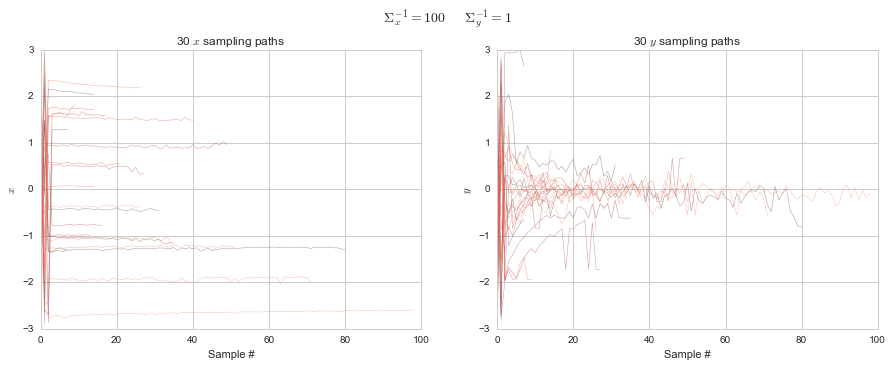 Σₓ⁻¹ = 100 Σᵧ⁻¹ = 1
30 x sampling paths
3
2
1
0
−1
−2
−3
x
0 20 40 60 80 100
Sample #
30 y sampling paths
3
2
1
0
−1
−2
−3
y
0 20 40 60 80 100
Sample #